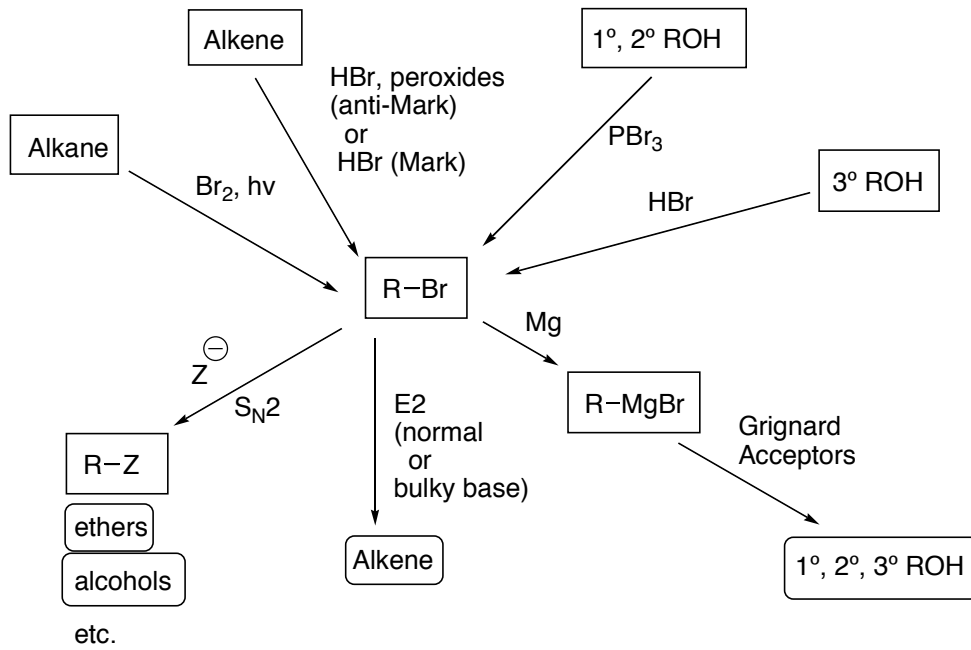 Alkene
1º, 2º ROH
HBr, peroxides
(anti-Mark)
or
HBr (Mark)
PBr3
Alkane
Br2, hv
3º ROH
HBr
R–Br
Mg
Z⊖
SN2
E2
(normal
or
bulky base)
R–MgBr
Grignard
Acceptors
R–Z
ethers
alcohols
etc.
Alkene
1º, 2º, 3º ROH